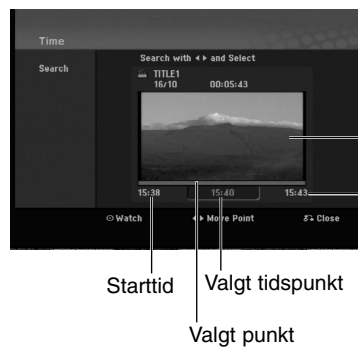 Time
Search
Search with ◀ ▶ and Select
TITLE1
16/10 00:05:43
15:38 15:40 15:43
⊙ Watch ◀ ▶ Move Point Close
Starttid Valgt tidspunkt
Valgt punkt